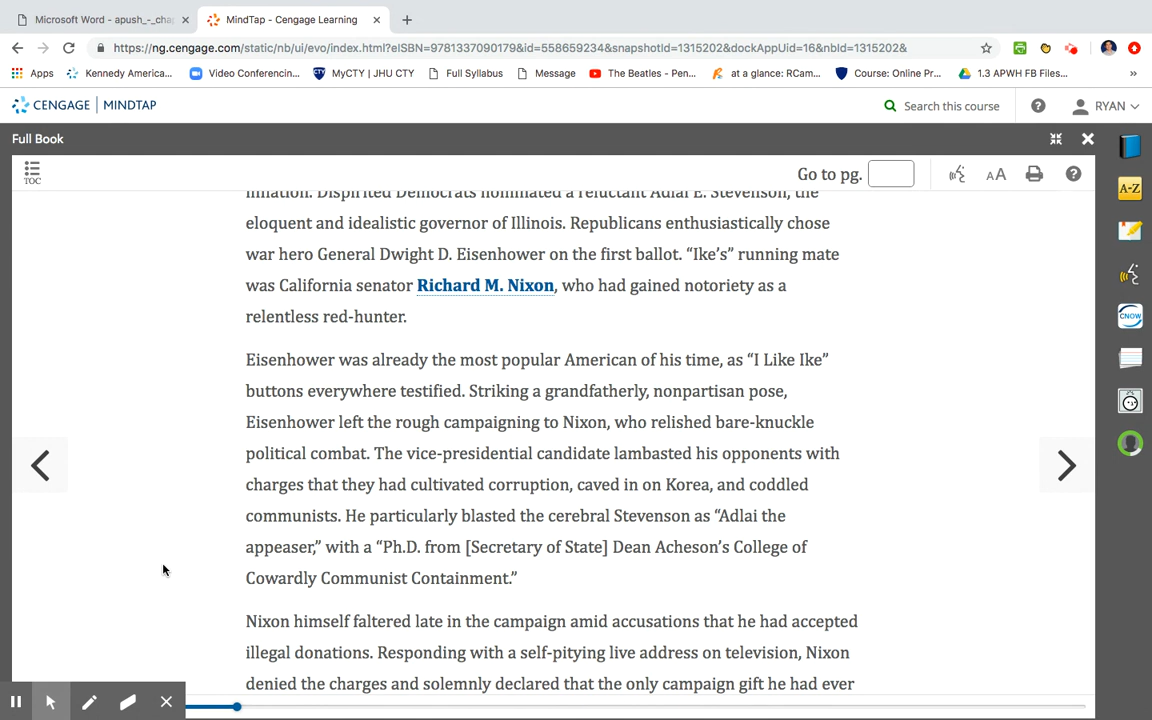 Microsoft Word - apush_-_cha
MindTap - Cengage Learning
https://ng.cengage.com/static/nb/ui/evo/index.html?eISBN=9781337090179&id=558659234&snapshotId=1315202&dockAppUid=16&nbId=1315202&
Apps
Kennedy America...
Video Conferencin...
CTY
MyCTY | JHU CTY
Full Syllabus
Message
The Beatles - Pen...
at a glance: RCam...
Course: Online Pr...
1.3 APWH FB Files...
»
CENGAGE | MINDTAP
Search this course
RYAN
Full Book
TOC
Go to pg.
AA
A-Z
CNOW
inflation. Dispirited Democrats nominated a reluctant Adlai E. Stevenson, the
eloquent and idealistic governor of Illinois. Republicans enthusiastically chose
war hero General Dwight D. Eisenhower on the first ballot. “Ike’s” running mate
was California senator Richard M. Nixon, who had gained notoriety as a
relentless red-hunter.
Eisenhower was already the most popular American of his time, as “I Like Ike”
buttons everywhere testified. Striking a grandfatherly, nonpartisan pose,
Eisenhower left the rough campaigning to Nixon, who relished bare-knuckle
political combat. The vice-presidential candidate lambasted his opponents with
charges that they had cultivated corruption, caved in on Korea, and coddled
communists. He particularly blasted the cerebral Stevenson as “Adlai the
appeaser,” with a “Ph.D. from [Secretary of State] Dean Acheson’s College of
Cowardly Communist Containment.”
Nixon himself faltered late in the campaign amid accusations that he had accepted
illegal donations. Responding with a self-pitying live address on television, Nixon
denied the charges and solemnly declared that the only campaign gift he had ever